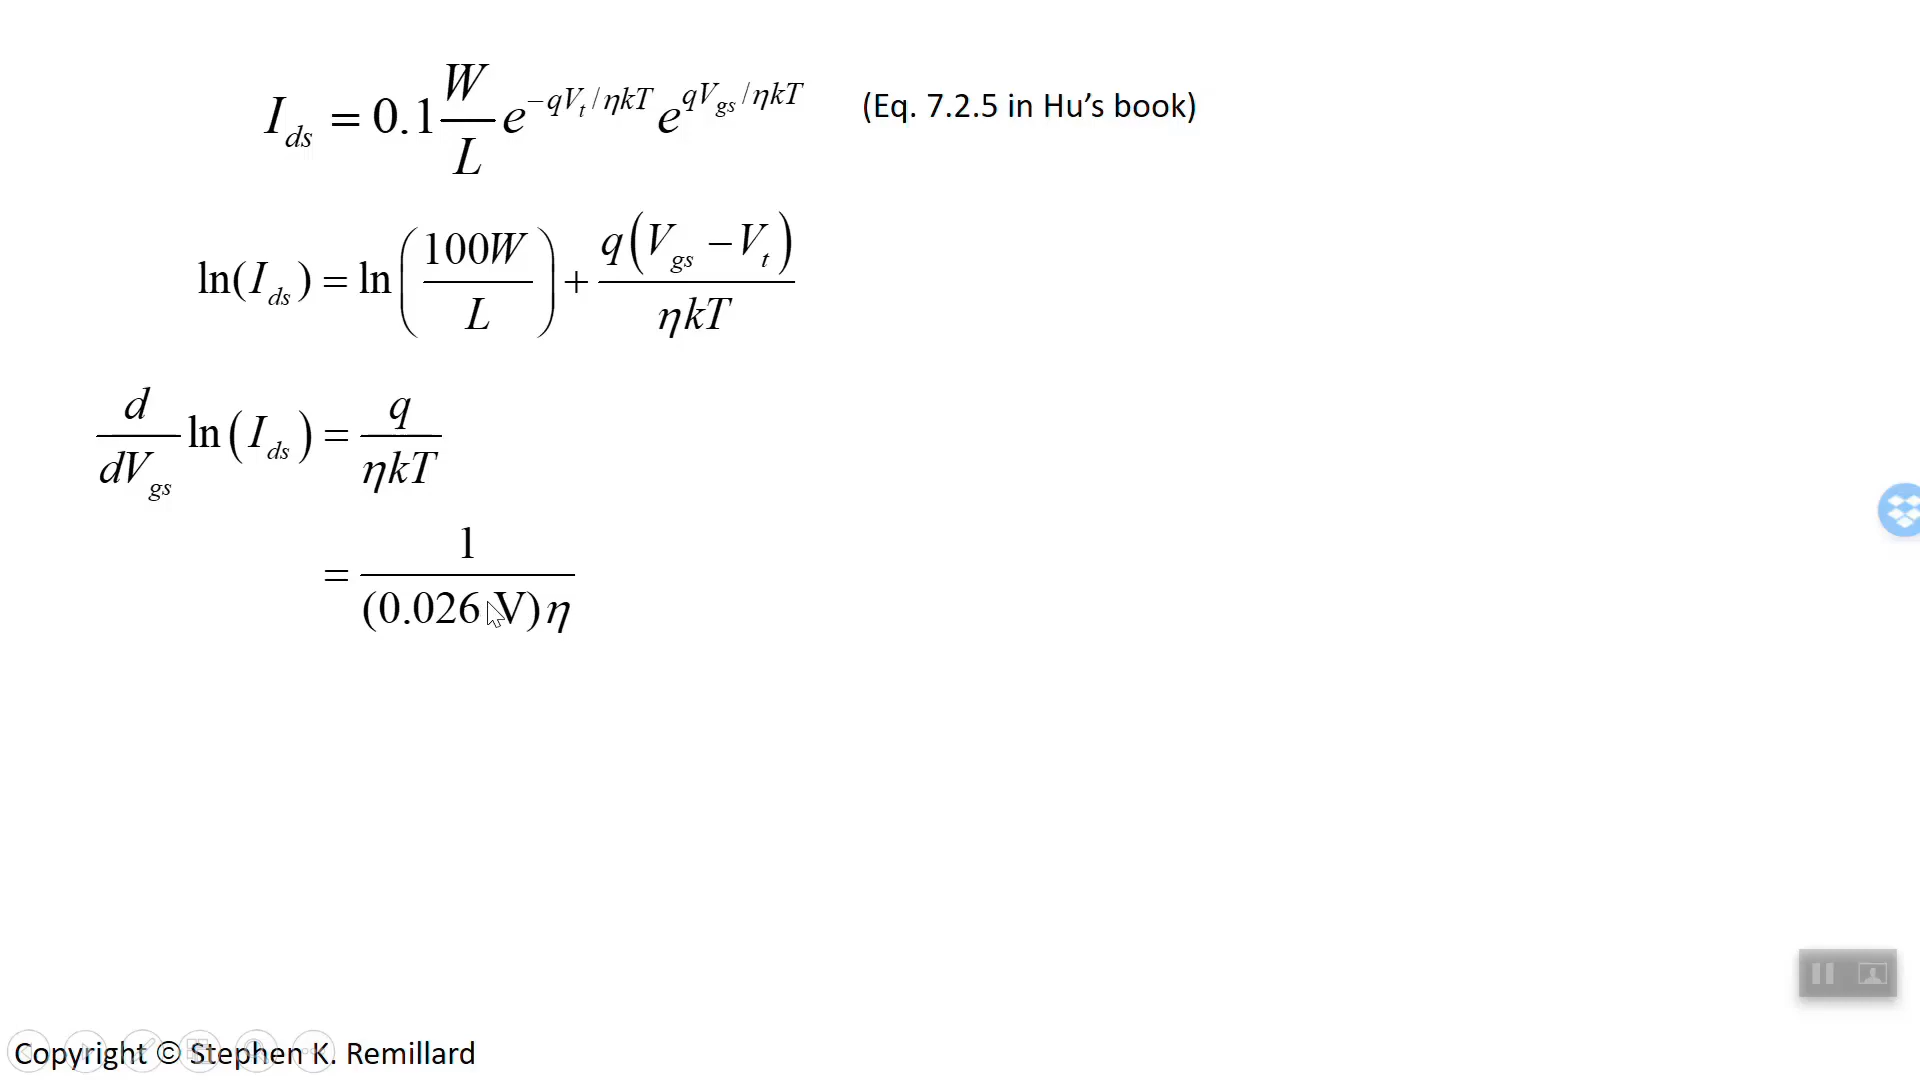 I_ds = 0.1 W/L e^(−qV_t/ηkT) e^(qV_gs/ηkT) (Eq. 7.2.5 in Hu’s book)
ln(I_ds) = ln(100W/L) + q(V_gs − V_t)/ηkT
d/dV_gs ln(I_ds) = q/ηkT
= 1/(0.026 V)η
Copyright © Stephen K. Remillard